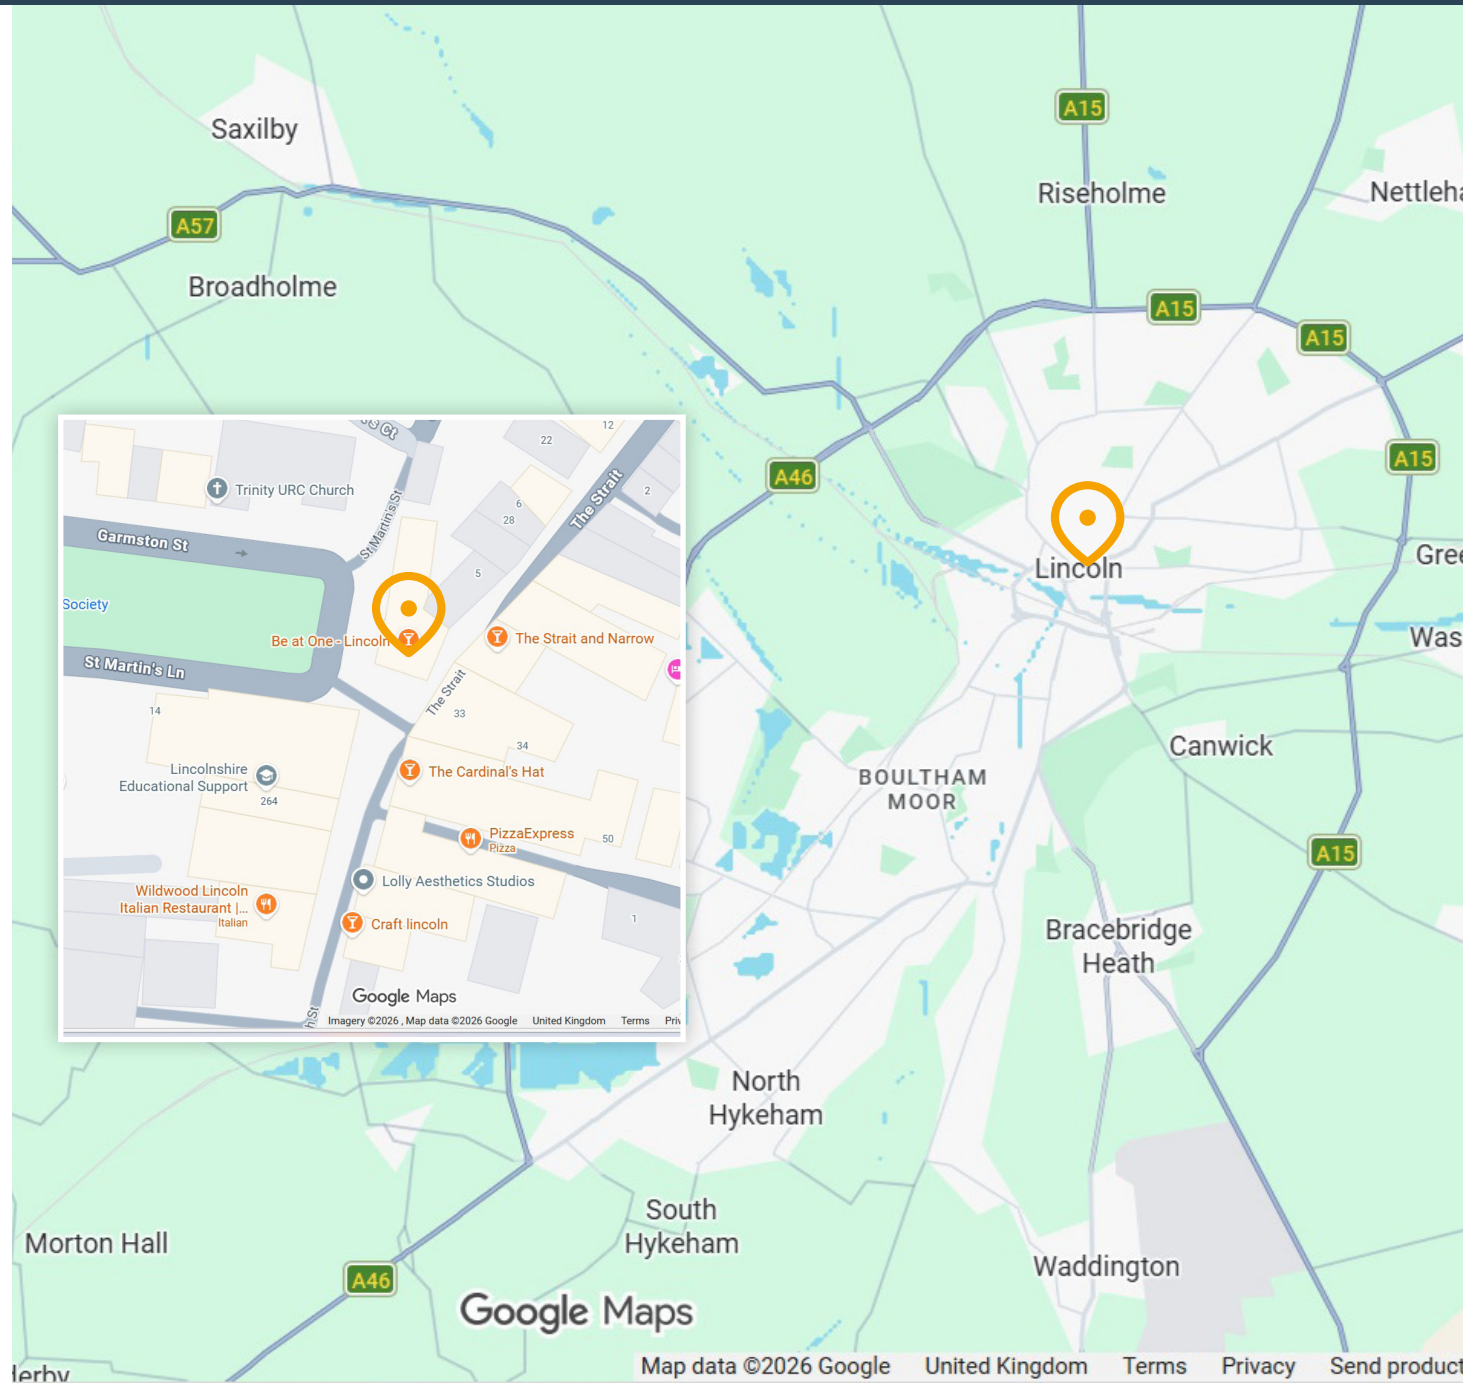 A15
Saxilby
Riseholme
A57
Broadholme
A15
A15
A46
A15
Lincoln
Canwick
BOULTHAM
MOOR
A15
Bracebridge
Heath
North
Hykeham
South
Hykeham
Morton Hall
Waddington
A46
Google Maps
Map data ©2026 Google United Kingdom Terms Privacy Send product
12
22
The Strait
2
Trinity URC Church
6
28
St Martin's St
Garmston St
5
Society
Be at One - Lincoln
The Strait and Narrow
St Martin's Ln
The Strait
14
33
34
Lincolnshire
Educational Support
The Cardinal's Hat
264
PizzaExpress
Pizza
50
Lolly Aesthetics Studios
Wildwood Lincoln
Italian Restaurant |...
Italian
Craft lincoln
1
Google Maps
Imagery ©2026 , Map data ©2026 Google United Kingdom Terms